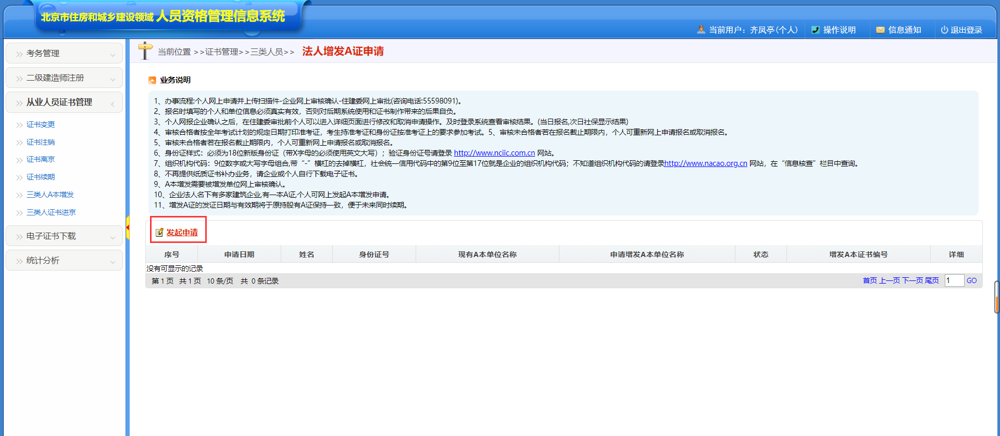 北京市住房和城乡建设领域 人员资格管理信息系统
当前用户：齐凤亭(个人) 操作说明 信息通知 退出登录
考务管理
二级建造师注册
从业人员证书管理
证书变更
证书注销
证书离京
证书续期
三类人A本增发
三类人证书进京
电子证书下载
统计分析
当前位置 >>证书管理>>三类人员>> 法人增发A证申请
业务说明
1、办事流程:个人网上申请并上传扫描件-企业网上审核确认-住建委网上审批(咨询电话:55598091)。
2、报名时填写的个人和单位信息必须真实有效，否则对后期系统使用和证书制作带来的后果自负。
3、个人网报企业确认之后，在住建委审批前个人可以进入详细页面进行修改和取消申请操作。及时登录系统查看审核结果。(当日报名,次日社保显示结果)
4、审核合格者按全年考试计划的规定日期打印准考证，考生持准考证和身份证按准考证上的要求参加考试。5、审核未合格者若在报名截止期限内，个人可重新网上申请报名或取消报名。
5、审核未合格者若在报名截止期限内，个人可重新网上申请报名或取消报名。
6、身份证样式：必须为18位新版身份证（带X字母的必须使用英文大写）；验证身份证号请登录 http://www.nciic.com.cn 网站。
7、组织机构代码：9位数字或大写字母组合,带“-”横杠的去掉横杠，社会统一信用代码中的第9位至第17位就是企业的组织机构代码；不知道组织机构代码的请登录http://www.nacao.org.cn 网站，在“信息核查”栏目中查询。
8、不再提供纸质证书补办业务，请企业或个人自行下载电子证书。
9、A本增发需要被增发单位网上审核确认。
10、企业法人名下有多家建筑企业,有一本A证,个人可网上发起A本增发申请。
11、增发A证的发证日期与有效期将于原持股有A证保持一致，便于未来同时续期。
发起申请
序号 申请日期 姓名 身份证号 现有A本单位名称 申请增发A本单位名称 状态 增发A本证书编号 详细
没有可显示的记录
第 1 页 共 1 页 10 条/页 共 0 条记录 首页 上一页 下一页 尾页 1 GO